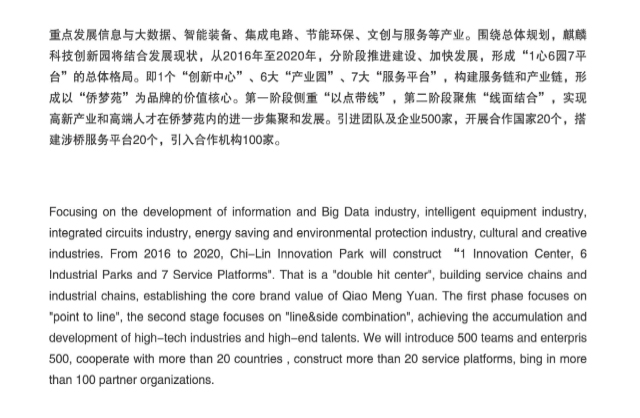 重点发展信息与大数据、智能装备、集成电路、节能环保、文创与服务等产业。围绕总体规划，麒麟
科技创新园将结合发展现状，从2016年至2020年，分阶段推进建设、加快发展，形成“1心6园7平
台”的总体格局。即1个“创新中心”、6大“产业园”、7大“服务平台”，构建服务链和产业链，形
成以“侨梦苑”为品牌的价值核心。第一阶段侧重“以点带线”，第二阶段聚焦“线面结合”，实现
高新产业和高端人才在侨梦苑内的进一步集聚和发展。引进团队及企业500家，开展合作国家20个，搭
建涉桥服务平台20个，引入合作机构100家。
Focusing on the development of information and Big Data industry, intelligent equipment industry,
integrated circuits industry, energy saving and environmental protection industry, cultural and creative
industries. From 2016 to 2020, Chi-Lin Innovation Park will construct “1 Innovation Center, 6
Industrial Parks and 7 Service Platforms". That is a "double hit center", building service chains and
industrial chains, establishing the core brand value of Qiao Meng Yuan. The first phase focuses on
"point to line", the second stage focuses on "line&side combination", achieving the accumulation and
development of high-tech industries and high-end talents. We will introduce 500 teams and enterpris
500, cooperate with more than 20 countries , construct more than 20 service platforms, bing in more
than 100 partner organizations.